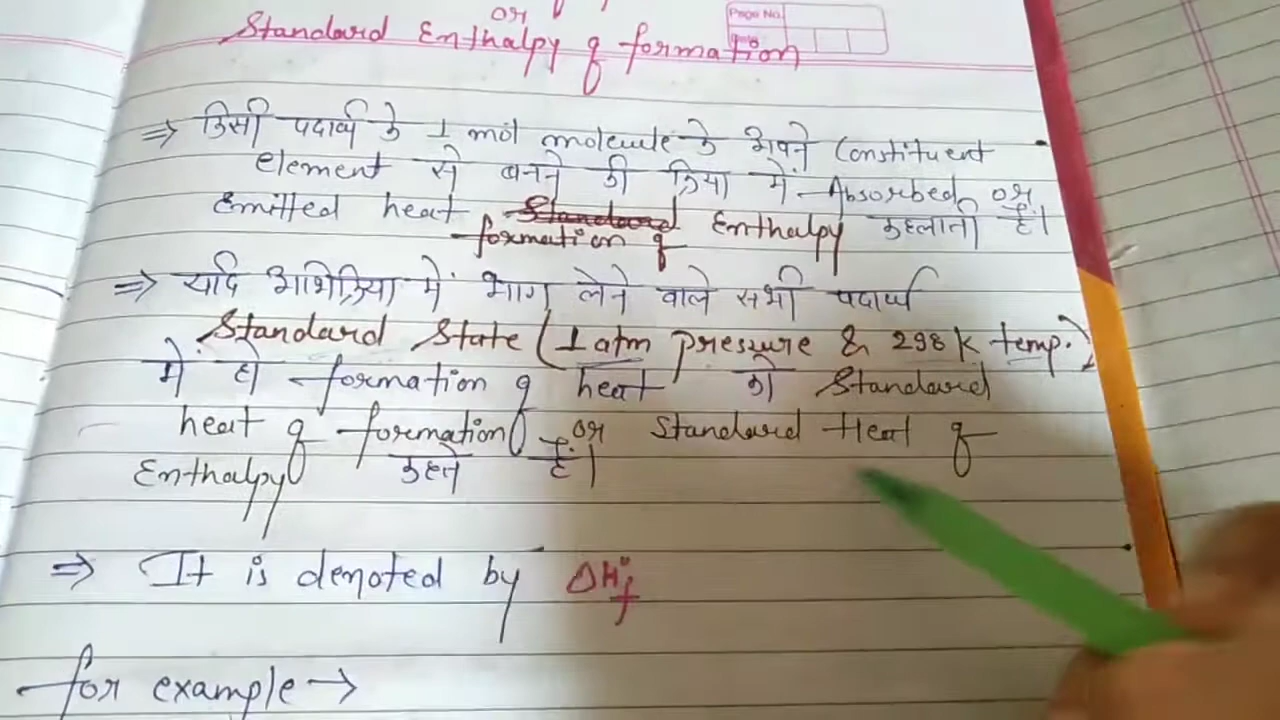 or
Standard Enthalpy of formation
Page No.
⇒ किसी पदार्थ के 1 mol molecule के अपने Constituent
element से बनने की क्रिया में Absorbed or
Emitted heat formation of Enthalpy कहलाती है।
⇒ यदि अभिक्रिया में भाग लेने वाले सभी पदार्थ
Standard State (1 atm pressure & 298 K temp.)
में हो formation of heat को Standard
heat of formation or Standard Heat of
Enthalpy कहते है।
⇒ It is denoted by ΔH°f
for example →